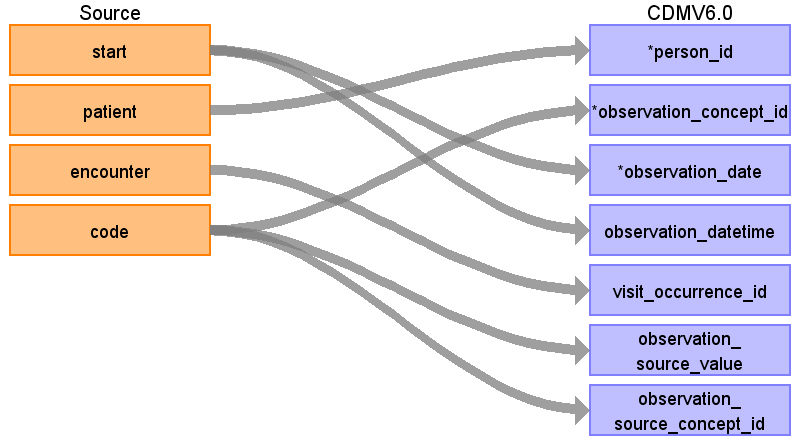 Source
CDMV6.0
start
*person_id
patient
*observation_concept_id
encounter
*observation_date
code
observation_datetime
visit_occurrence_id
observation_
source_value
observation_
source_concept_id